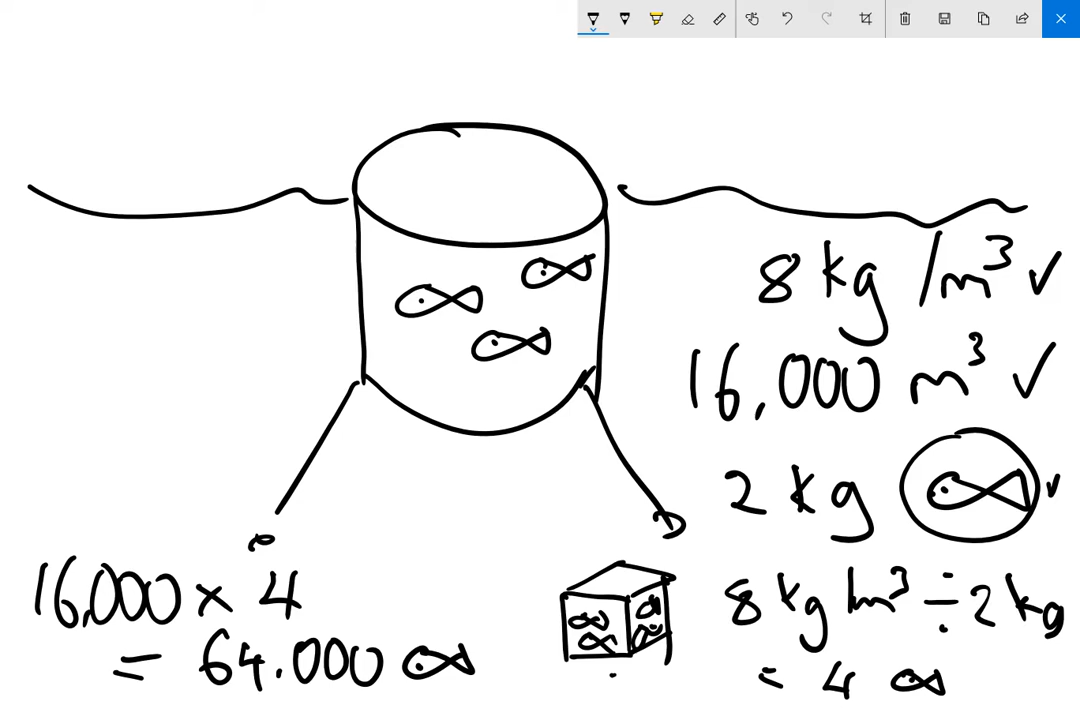 8 kg /m³ ✓
16,000 m³ ✓
2 kg ✓
8 kg /m³ ÷ 2 kg
= 4
16,000 × 4
= 64.000